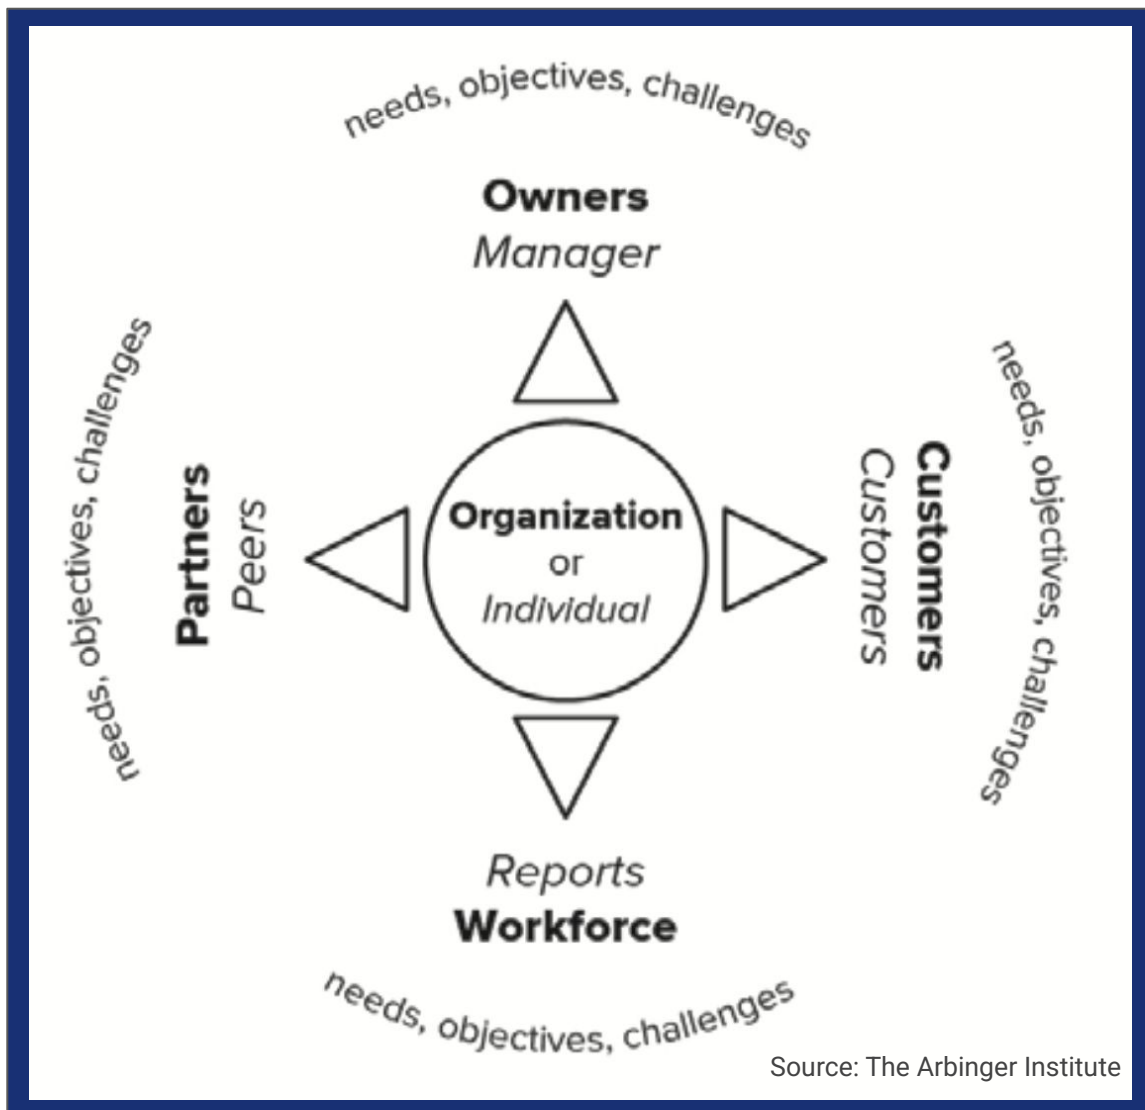 needs, objectives, challenges
Owners
Manager
needs, objectives, challenges
Partners
Peers
Organization
or
Individual
Customers
Customers
needs, objectives, challenges
Reports
Workforce
needs, objectives, challenges
Source: The Arbinger Institute